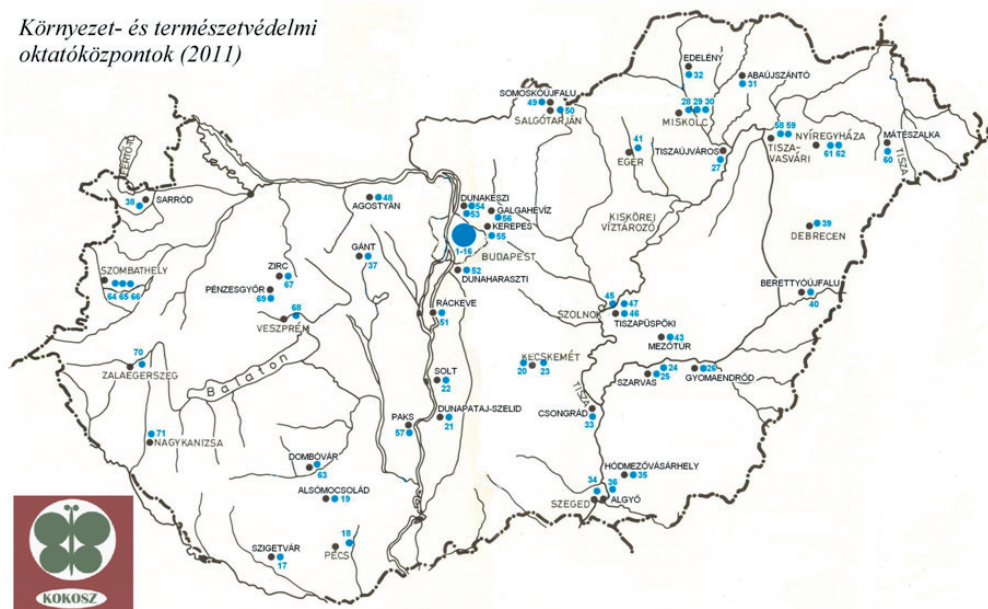 Környezet- és természetvédelmi
oktatóközpontok (2011)
EDELÉNY
32
ABAÚJSZÁNTÓ
31
SOMOSKŐÚJFALU
49
50
SALGÓTARJÁN
28 29 30
MISKOLC
58 59
NYÍREGYHÁZA
61 62
TISZA-
VASVÁRI
MÁTÉSZALKA
60
TISZA
41
EGER
TISZAÚJVÁROS
27
FERTŐ-TÓ
SARRÓD
38
48
AGOSTYÁN
DUNAKESZI
54
53
GALGAHEVÍZ
56
KEREPES
55
1-16
BUDAPEST
52
DUNAHARASZTI
KISKÖREI
VÍZTÁROZÓ
39
DEBRECEN
GÁNT
37
ZIRC
67
PÉNZESGYŐR
69
SZOMBATHELY
64 65 66
68
VESZPRÉM
RÁCKEVE
51
BERETTYÓÚJFALU
40
45
47
46
SZOLNOK
TISZAPÜSPÖKI
43
MEZŐTÚR
70
ZALAEGERSZEG
Balaton
KECSKEMÉT
20
23
24
25
SZARVAS
26
GYOMAENDRŐD
SOLT
22
TISZA
DUNAPATAJ-SZELID
21
PAKS
57
CSONGRÁD
33
71
NAGYKANIZSA
DOMBÓVÁR
63
ALSÓMOCSOLÁD
19
HÓDMEZŐVÁSÁRHELY
35
34
36
SZEGED
ALGYŐ
18
PÉCS
SZIGETVÁR
17
KOKOSZ